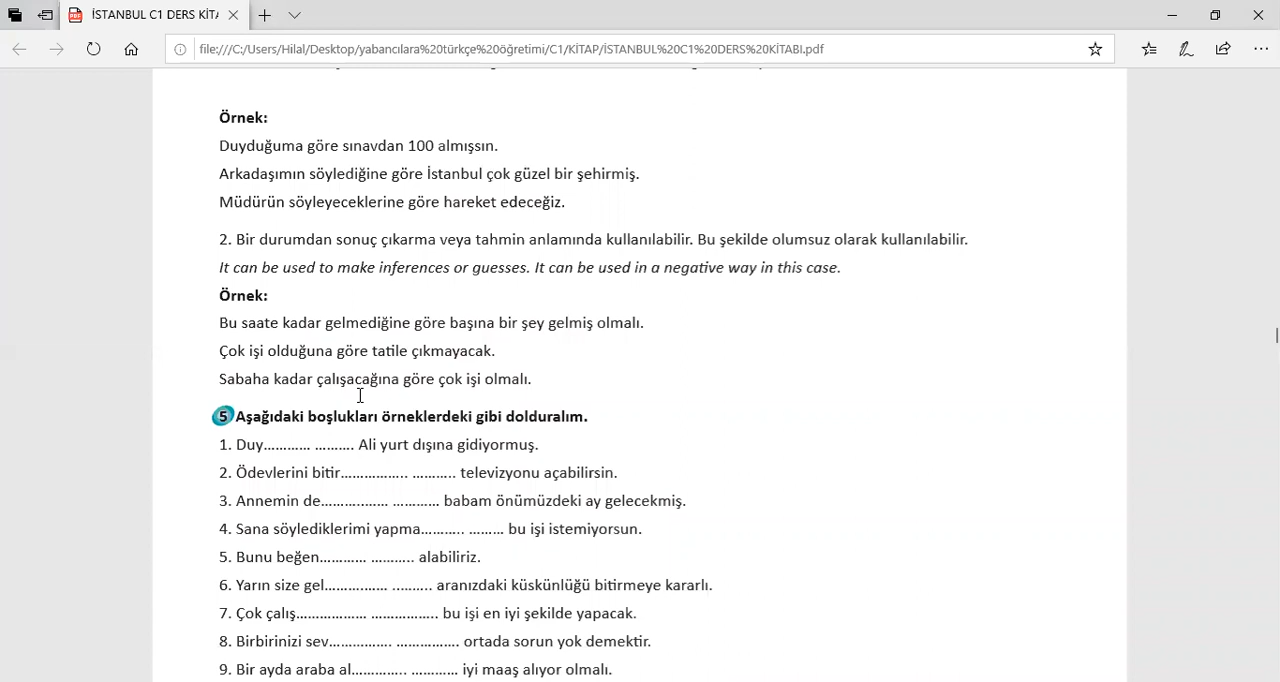 İSTANBUL C1 DERS KİTA
file:///C:/Users/Hilal/Desktop/yabancılara%20türkçe%20öğretimi/C1/KİTAP/İSTANBUL%20C1%20DERS%20KİTABI.pdf
Örnek:
Duyduğuma göre sınavdan 100 almışsın.
Arkadaşımın söylediğine göre İstanbul çok güzel bir şehirmiş.
Müdürün söyleyeceklerine göre hareket edeceğiz.
2. Bir durumdan sonuç çıkarma veya tahmin anlamında kullanılabilir. Bu şekilde olumsuz olarak kullanılabilir.
It can be used to make inferences or guesses. It can be used in a negative way in this case.
Örnek:
Bu saate kadar gelmediğine göre başına bir şey gelmiş olmalı.
Çok işi olduğuna göre tatile çıkmayacak.
Sabaha kadar çalışacağına göre çok işi olmalı.
5 Aşağıdaki boşlukları örneklerdeki gibi dolduralım.
1. Duy………… ………. Ali yurt dışına gidiyormuş.
2. Ödevlerini bitir…………….. ……….. televizyonu açabilirsin.
3. Annemin de……………… ………… babam önümüzdeki ay gelecekmiş.
4. Sana söylediklerimi yapma……….. ……… bu işi istemiyorsun.
5. Bunu beğen………… ……….. alabiliriz.
6. Yarın size gel……………. ………. aranızdaki küskünlüğü bitirmeye kararlı.
7. Çok çalış……………… …………….. bu işi en iyi şekilde yapacak.
8. Birbirinizi sev……………. ……………. ortada sorun yok demektir.
9. Bir ayda araba al………….. ………… iyi maaş alıyor olmalı.